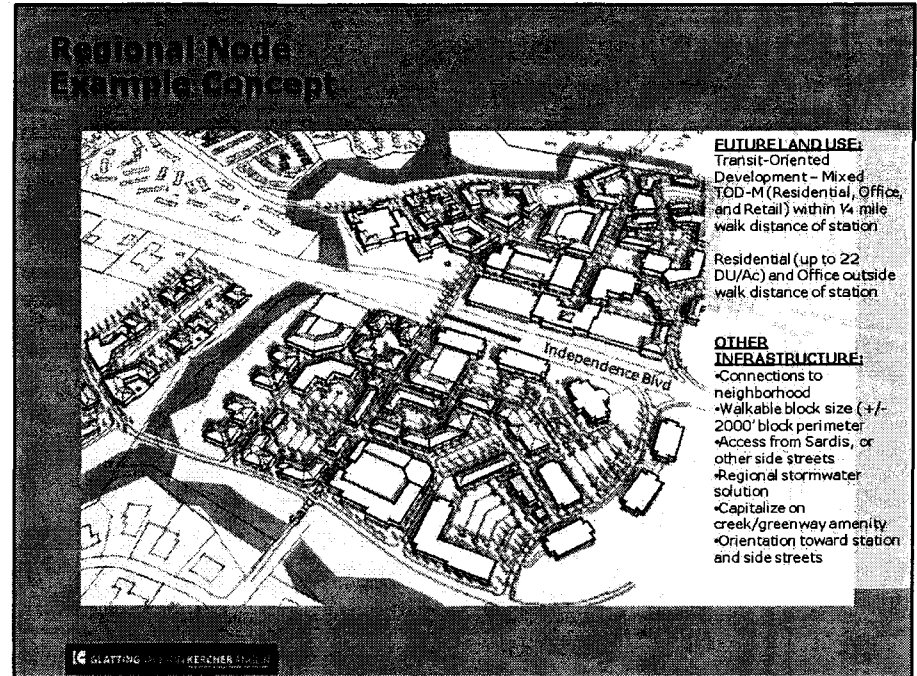 Regional Node
Example Concept
FUTURE LAND USE:
Transit-Oriented
Development – Mixed
TOD-M (Residential, Office,
and Retail) within ¼ mile
walk distance of station
Residential (up to 22
DU/Ac) and Office outside
walk distance of station
Independence Blvd
OTHER
INFRASTRUCTURE:
•Connections to
neighborhood
•Walkable block size (+/-
2000' block perimeter
•Access from Sardis, or
other side streets
•Regional stormwater
solution
•Capitalize on
creek/greenway amenity
•Orientation toward station
and side streets
GLATTING KERCHER